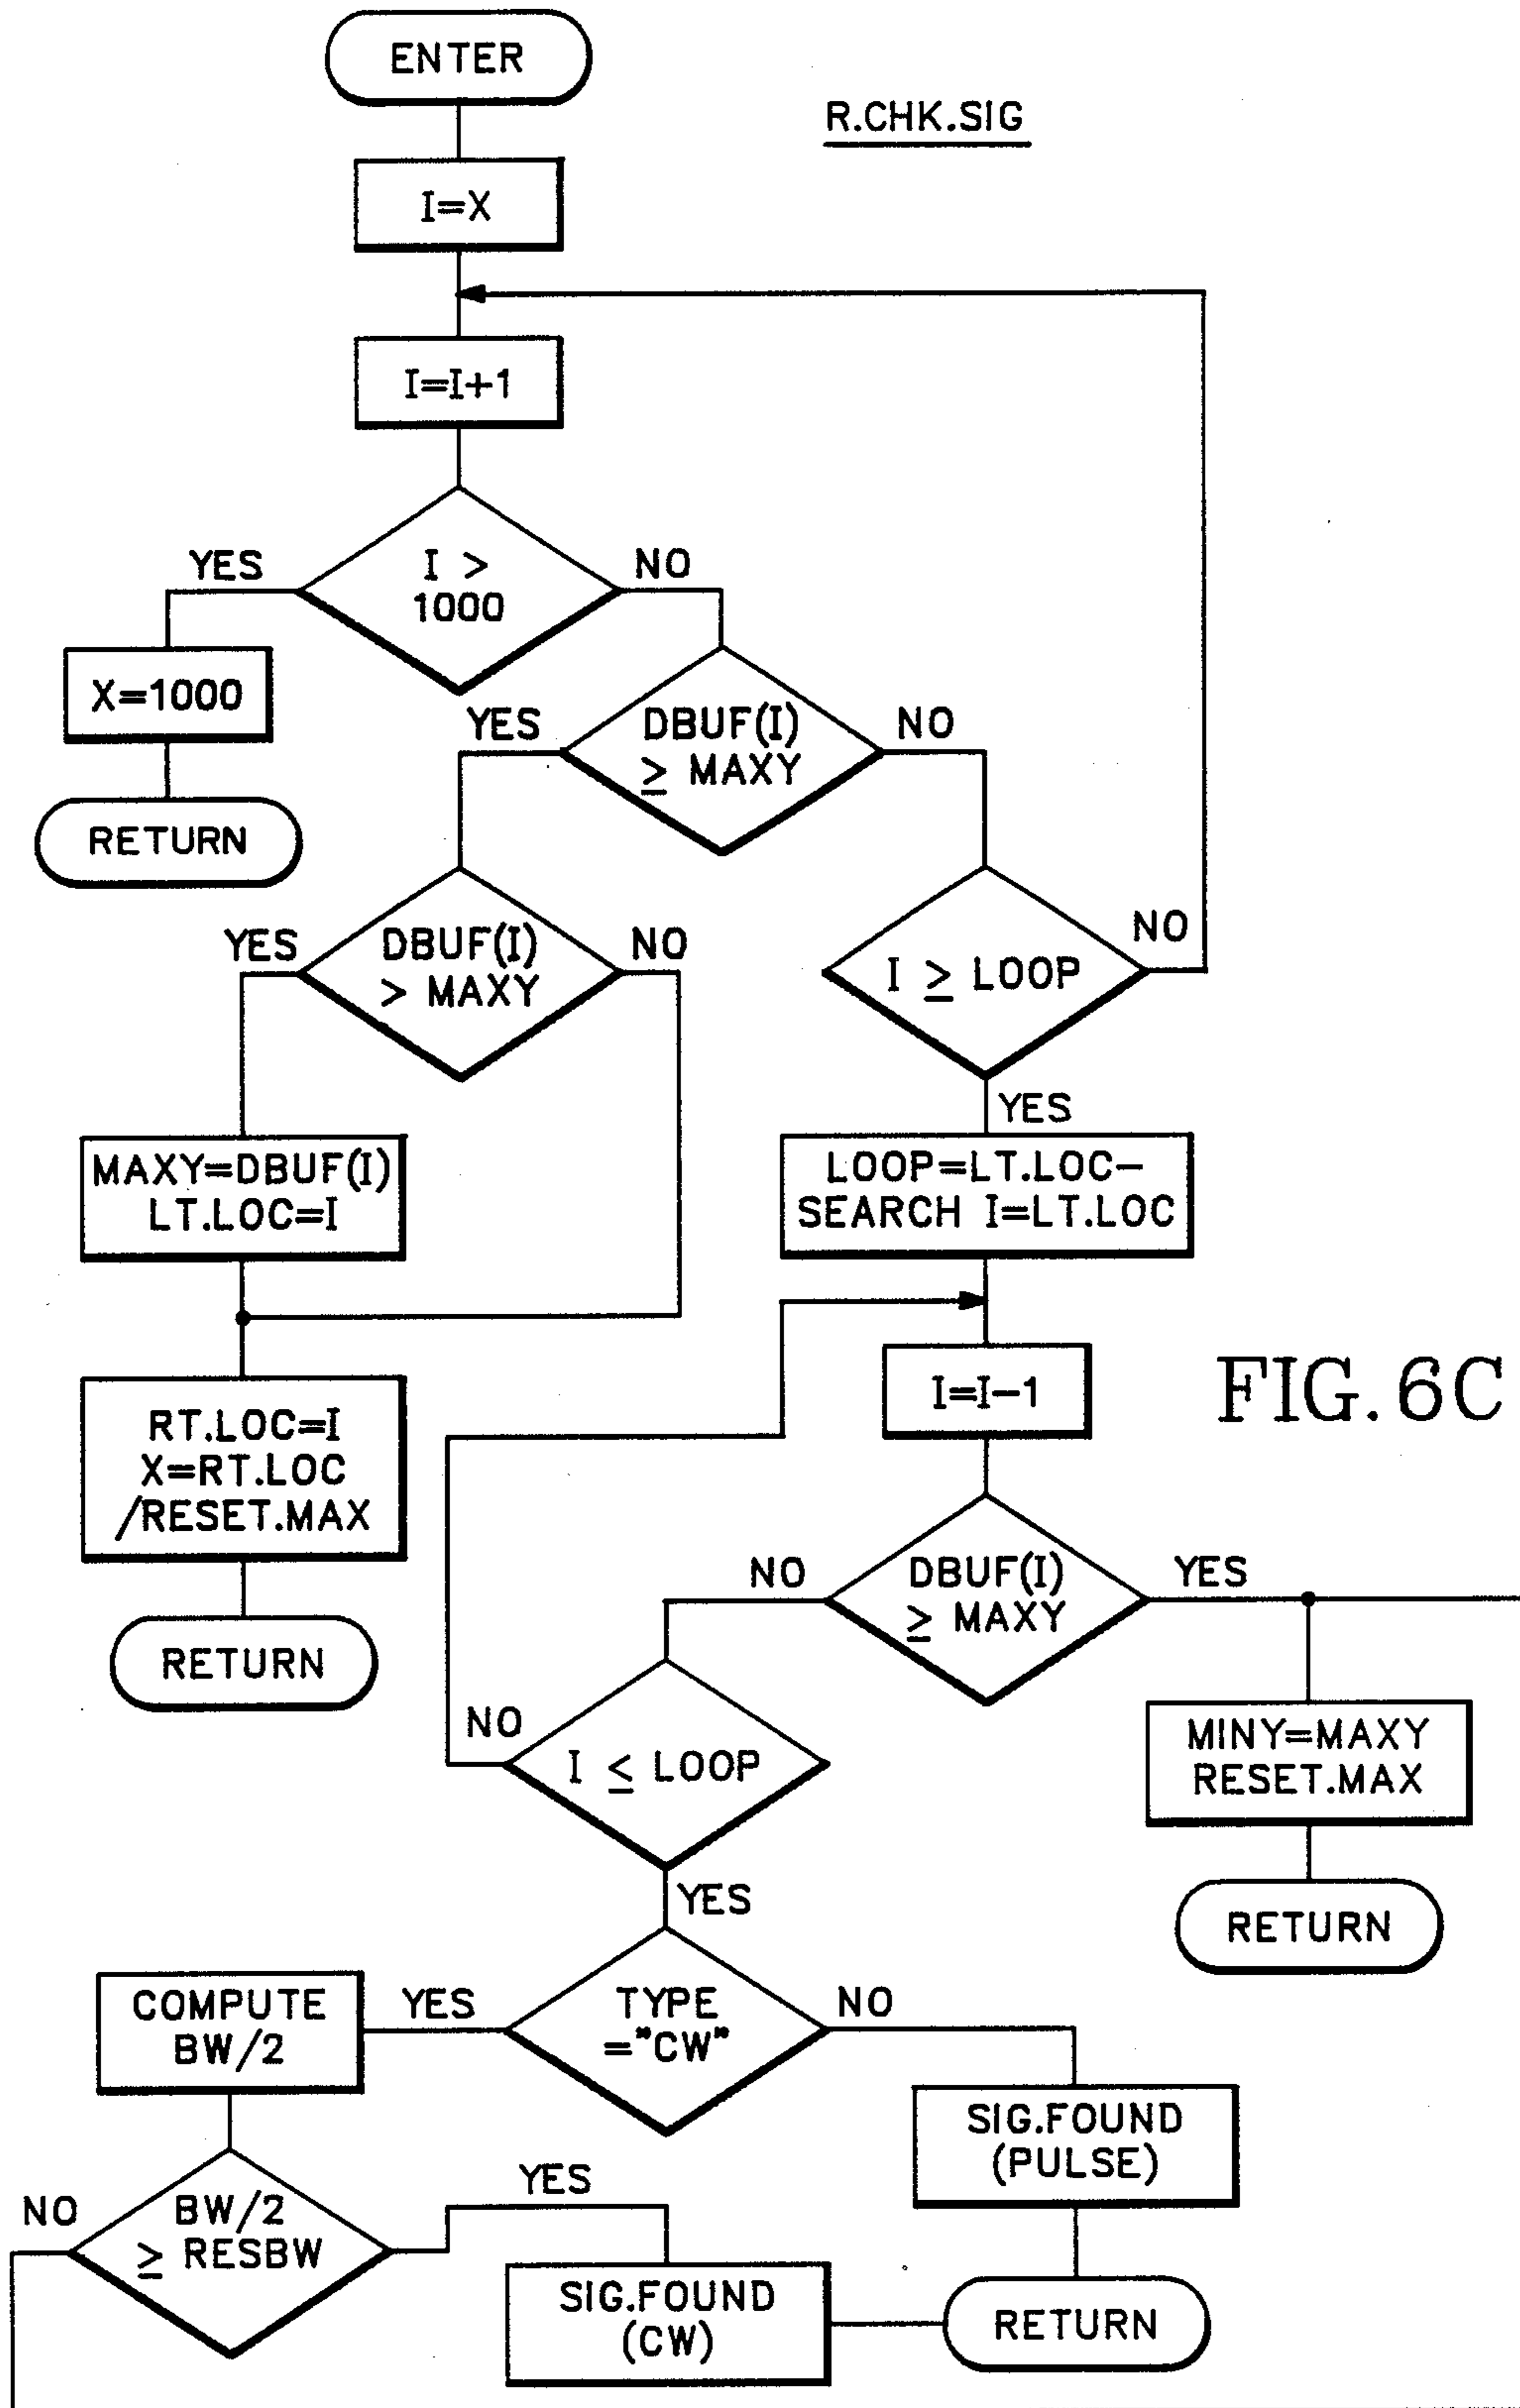 ENTER
R.CHK.SIG
I=X
I=I+1
YES
I >
1000
NO
X=1000
RETURN
YES
DBUF(I)
≥ MAXY
NO
YES
DBUF(I)
> MAXY
NO
I ≥ LOOP
NO
YES
MAXY=DBUF(I)
LT.LOC=I
LOOP=LT.LOC-
SEARCH I=LT.LOC
RT.LOC=I
X=RT.LOC
/RESET.MAX
RETURN
I=I-1
FIG. 6C
NO
DBUF(I)
≥ MAXY
YES
NO
I ≤ LOOP
YES
MINY=MAXY
RESET.MAX
RETURN
COMPUTE
BW/2
YES
TYPE
="CW"
NO
SIG.FOUND
(PULSE)
NO
BW/2
≥ RESBW
YES
SIG.FOUND
(CW)
RETURN